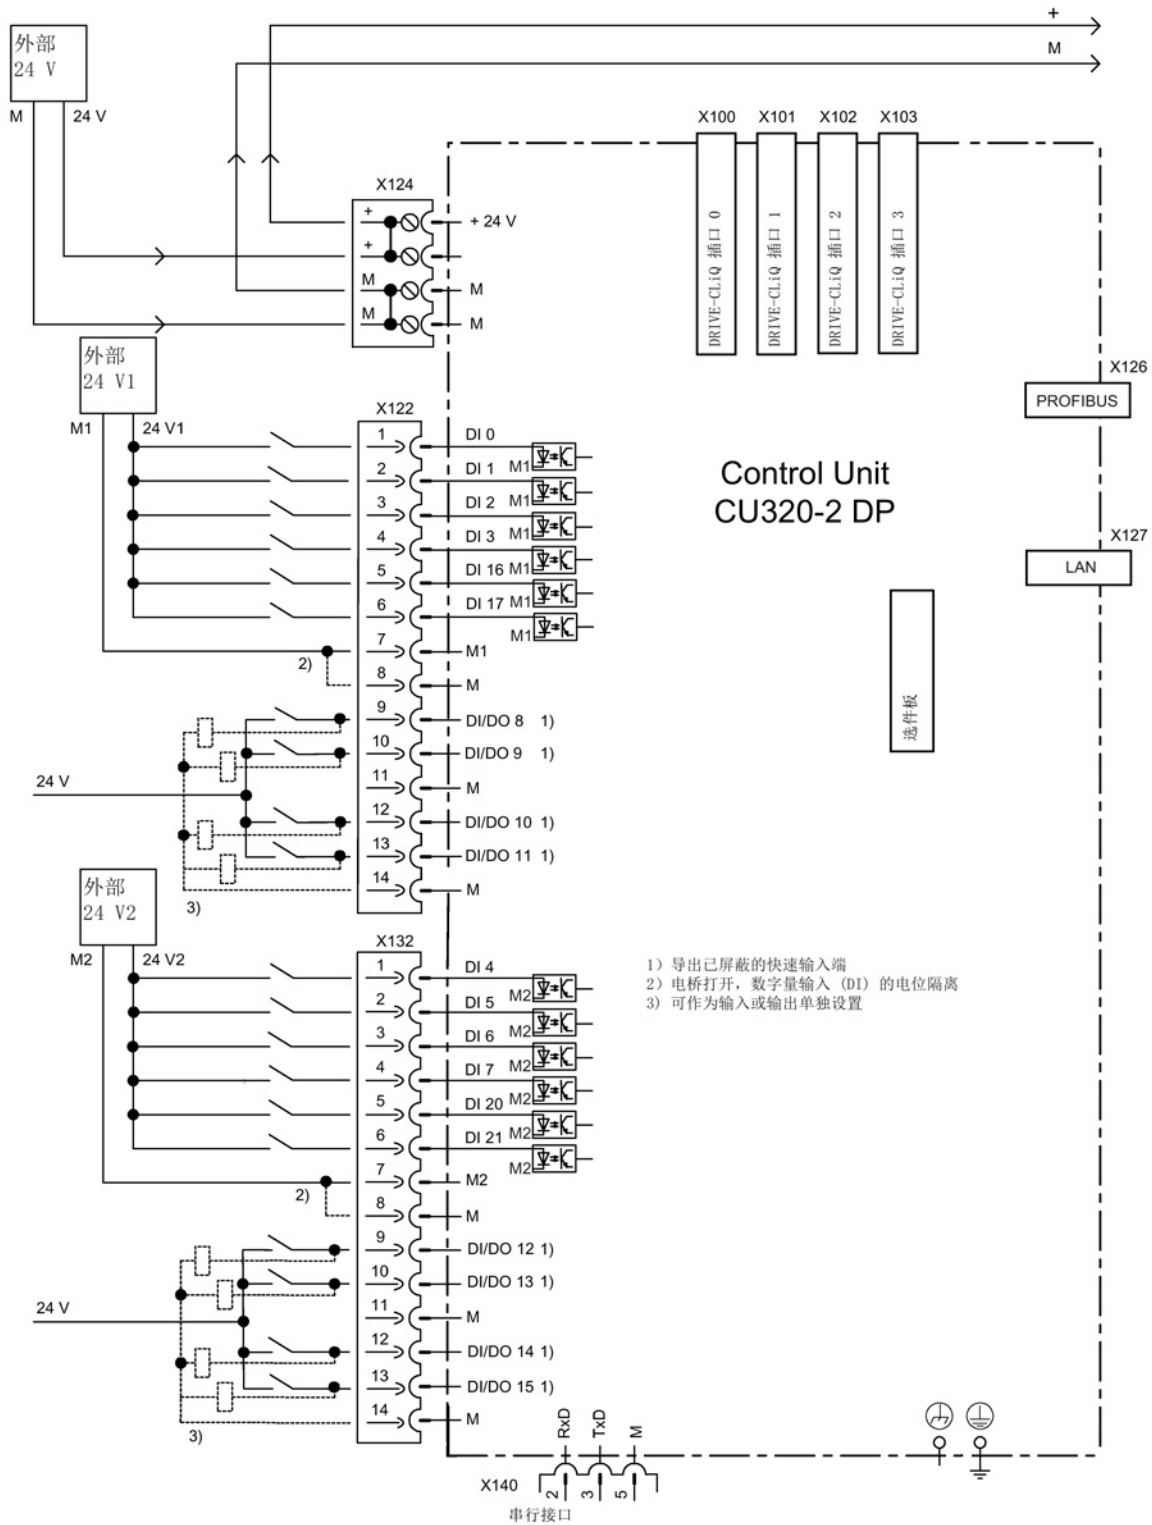 +
M
外部
24 V
M
24 V
X100
X101
X102
X103
DRIVE-CLiQ 插口 0
DRIVE-CLiQ 插口 1
DRIVE-CLiQ 插口 2
DRIVE-CLiQ 插口 3
X124
+
+ 24 V
+
M
M
M
M
外部
24 V1
M1
24 V1
X126
PROFIBUS
X122
1
DI 0
M1
2
DI 1
M1
3
DI 2
M1
4
DI 3
M1
5
DI 16
M1
6
DI 17
M1
7
M1
2)
8
M
9
DI/DO 8 1)
10
DI/DO 9 1)
11
M
12
DI/DO 10 1)
13
DI/DO 11 1)
14
M
24 V
3)
Control Unit
CU320-2 DP
X127
LAN
选件板
外部
24 V2
M2
24 V2
X132
1
DI 4
M2
2
DI 5
M2
3
DI 6
M2
4
DI 7
M2
5
DI 20
M2
6
DI 21
M2
7
M2
2)
8
M
9
DI/DO 12 1)
10
DI/DO 13 1)
11
M
12
DI/DO 14 1)
13
DI/DO 15 1)
14
M
24 V
3)
1) 导出已屏蔽的快速输入端
2) 电桥打开，数字量输入 (DI) 的电位隔离
3) 可作为输入或输出单独设置
RxD
TxD
M
X140
2
3
5
串行接口